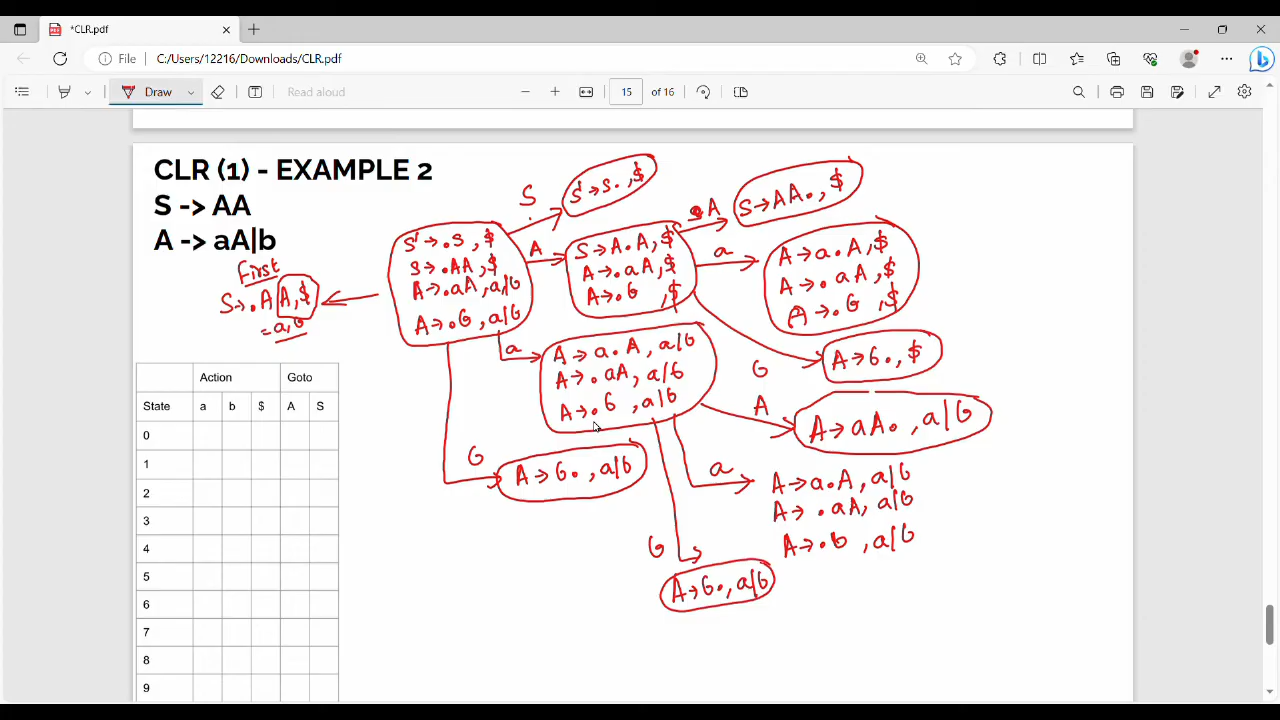 *CLR.pdf
File
C:/Users/12216/Downloads/CLR.pdf
Draw
Read aloud
15
of 16
CLR (1) - EXAMPLE 2
S -> AA
A -> aA|b
First
S→.AA,$
=a,b
S'→.S,$
S→.AA,$
A→.aA,a/b
A→.b,a/b
S
S'→S.,$
A
S→A.A,$
A→.aA,$
A→.b,$
A
S→AA.,$
a
A→a.A,$
A→.aA,$
A→.b,$
b
A→b.,$
a
A→a.A,a/b
A→.aA,a/b
A→.b,a/b
A
A→aA.,a/b
b
A→b.,a/b
a
A→a.A,a/b
A→.aA,a/b
A→.b,a/b
b
A→b.,a/b
Action Goto
State a b $ A S
0
1
2
3
4
5
6
7
8
9